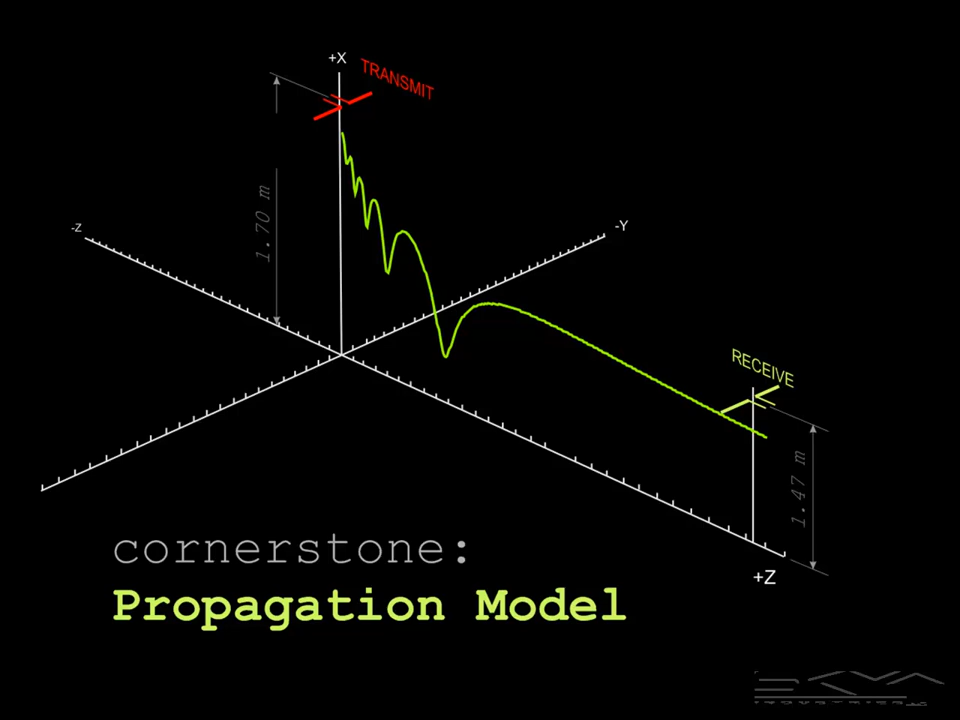 +X
TRANSMIT
1.70 m
-Z
-Y
RECEIVE
1.47 m
+Z
cornerstone:
Propagation Model